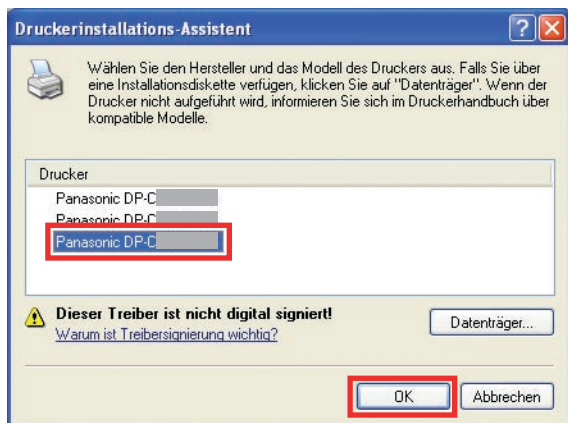 Druckerinstallations-Assistent
Wählen Sie den Hersteller und das Modell des Druckers aus. Falls Sie über
eine Installationsdiskette verfügen, klicken Sie auf "Datenträger". Wenn der
Drucker nicht aufgeführt wird, informieren Sie sich im Druckerhandbuch über
kompatible Modelle.
Drucker
Panasonic DP-C
Panasonic DP-C
Panasonic DP-C
Dieser Treiber ist nicht digital signiert!
Warum ist Treibersignierung wichtig?
Datenträger...
OK
Abbrechen